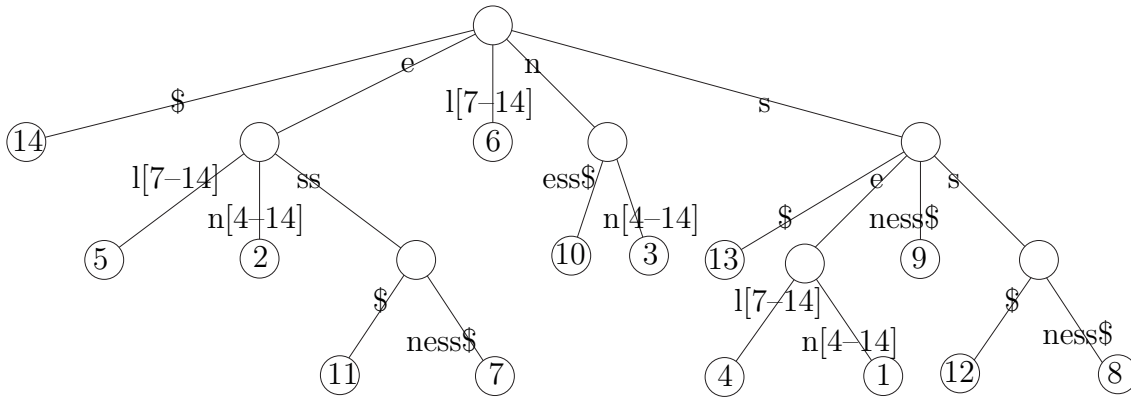 e n
$ l[7–14] s
14 6
l[7–14] ss ess$ e s
n[4–14] n[4–14] $ ness$
5 2 10 3 13 9
$ l[7–14] $
ness$ n[4–14] ness$
11 7 4 1 12 8